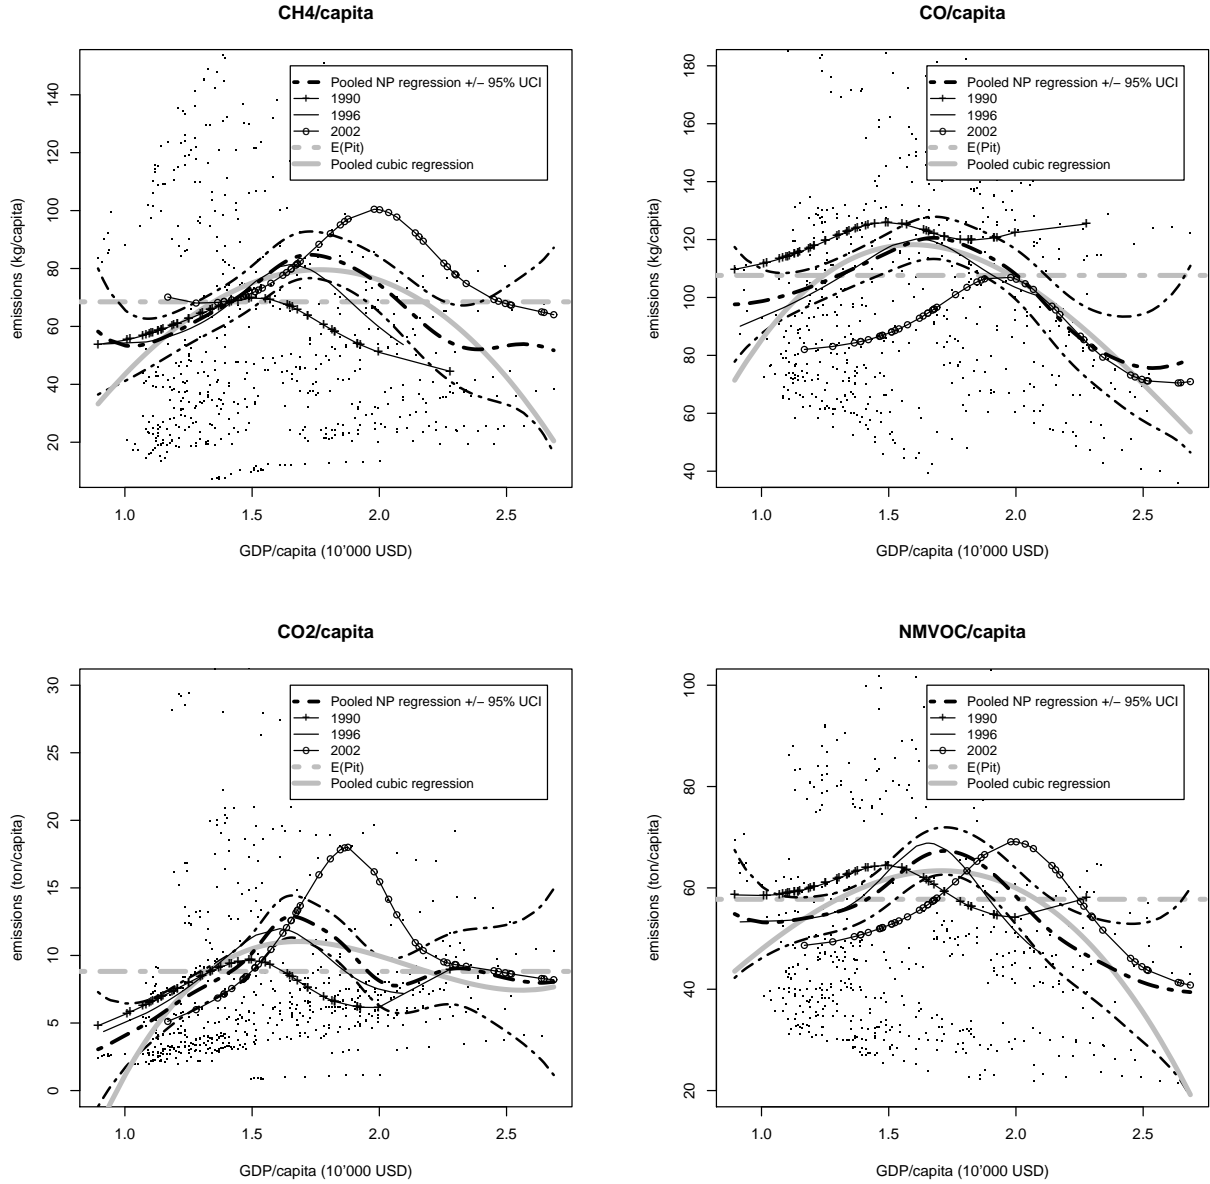 CH4/capita
emissions (kg/capita)
140
120
100
80
60
40
20
Pooled NP regression +/− 95% UCI
1990
1996
2002
E(Pit)
Pooled cubic regression
1.0 1.5 2.0 2.5
GDP/capita (10'000 USD)
CO/capita
emissions (kg/capita)
180
160
140
120
100
80
60
40
Pooled NP regression +/− 95% UCI
1990
1996
2002
E(Pit)
Pooled cubic regression
1.0 1.5 2.0 2.5
GDP/capita (10'000 USD)
CO2/capita
emissions (ton/capita)
30
25
20
15
10
5
0
Pooled NP regression +/− 95% UCI
1990
1996
2002
E(Pit)
Pooled cubic regression
1.0 1.5 2.0 2.5
GDP/capita (10'000 USD)
NMVOC/capita
emissions (ton/capita)
100
80
60
40
20
Pooled NP regression +/− 95% UCI
1990
1996
2002
E(Pit)
Pooled cubic regression
1.0 1.5 2.0 2.5
GDP/capita (10'000 USD)